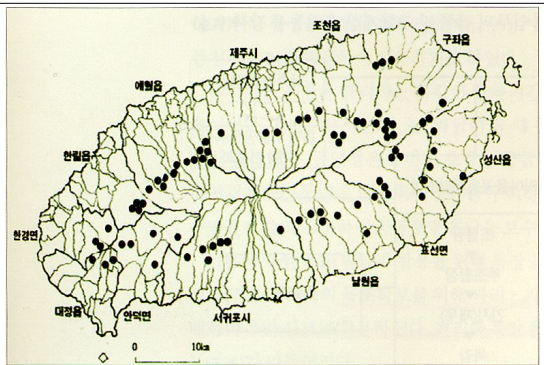 조천읍
구좌읍
제주시
애월읍
한림읍
성산읍
한경면
표선면
남원읍
대정읍
안덕면
서귀포시
0 10km